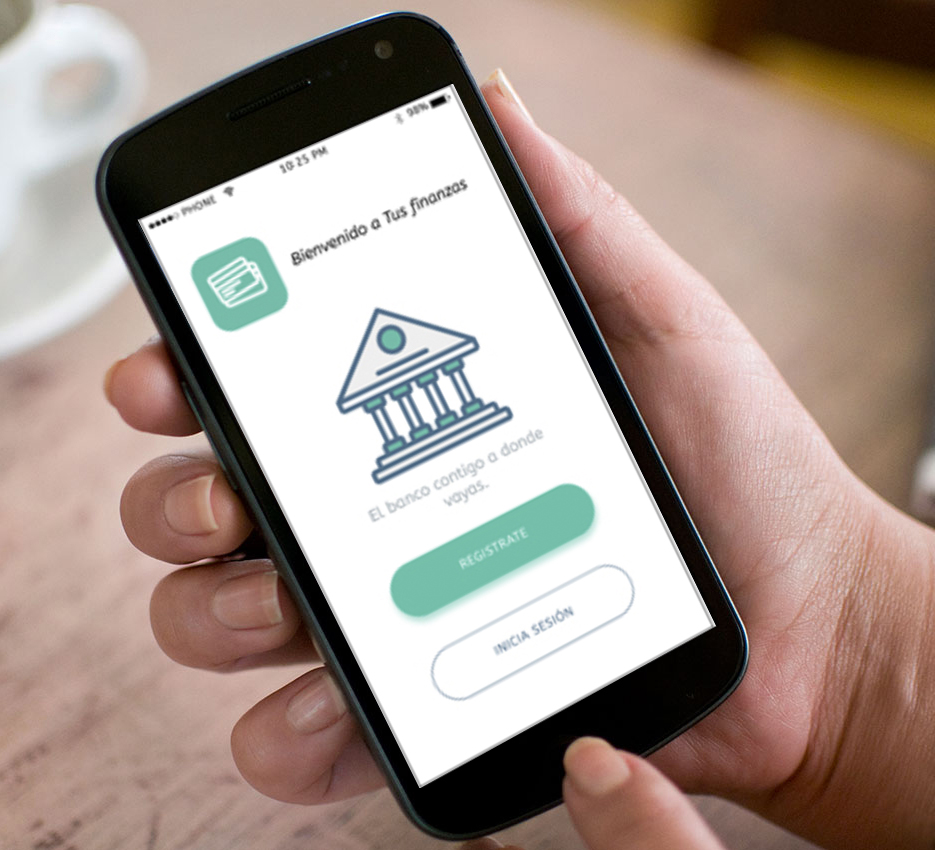 PHONE 10:25 PM 98%
Bienvenido a Tus finanzas
El banco contigo a donde
vayas.
REGISTRATE
INICIA SESIÓN